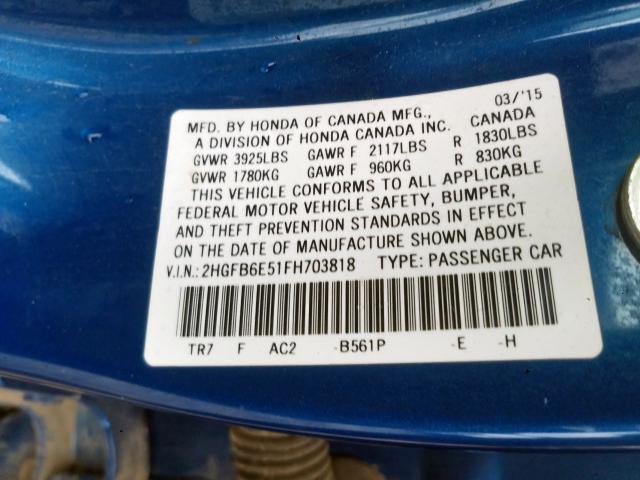 03/'15
MFD. BY HONDA OF CANADA MFG., CANADA
A DIVISION OF HONDA CANADA INC.
GVWR 3925LBS GAWR F 2117LBS R 1830LBS
GVWR 1780KG GAWR F 960KG R 830KG
THIS VEHICLE CONFORMS TO ALL APPLICABLE
FEDERAL MOTOR VEHICLE SAFETY, BUMPER,
AND THEFT PREVENTION STANDARDS IN EFFECT
ON THE DATE OF MANUFACTURE SHOWN ABOVE.
V.I.N.: 2HGFB6E51FH703818 TYPE: PASSENGER CAR
TR7 F AC2 -B561P -E -H